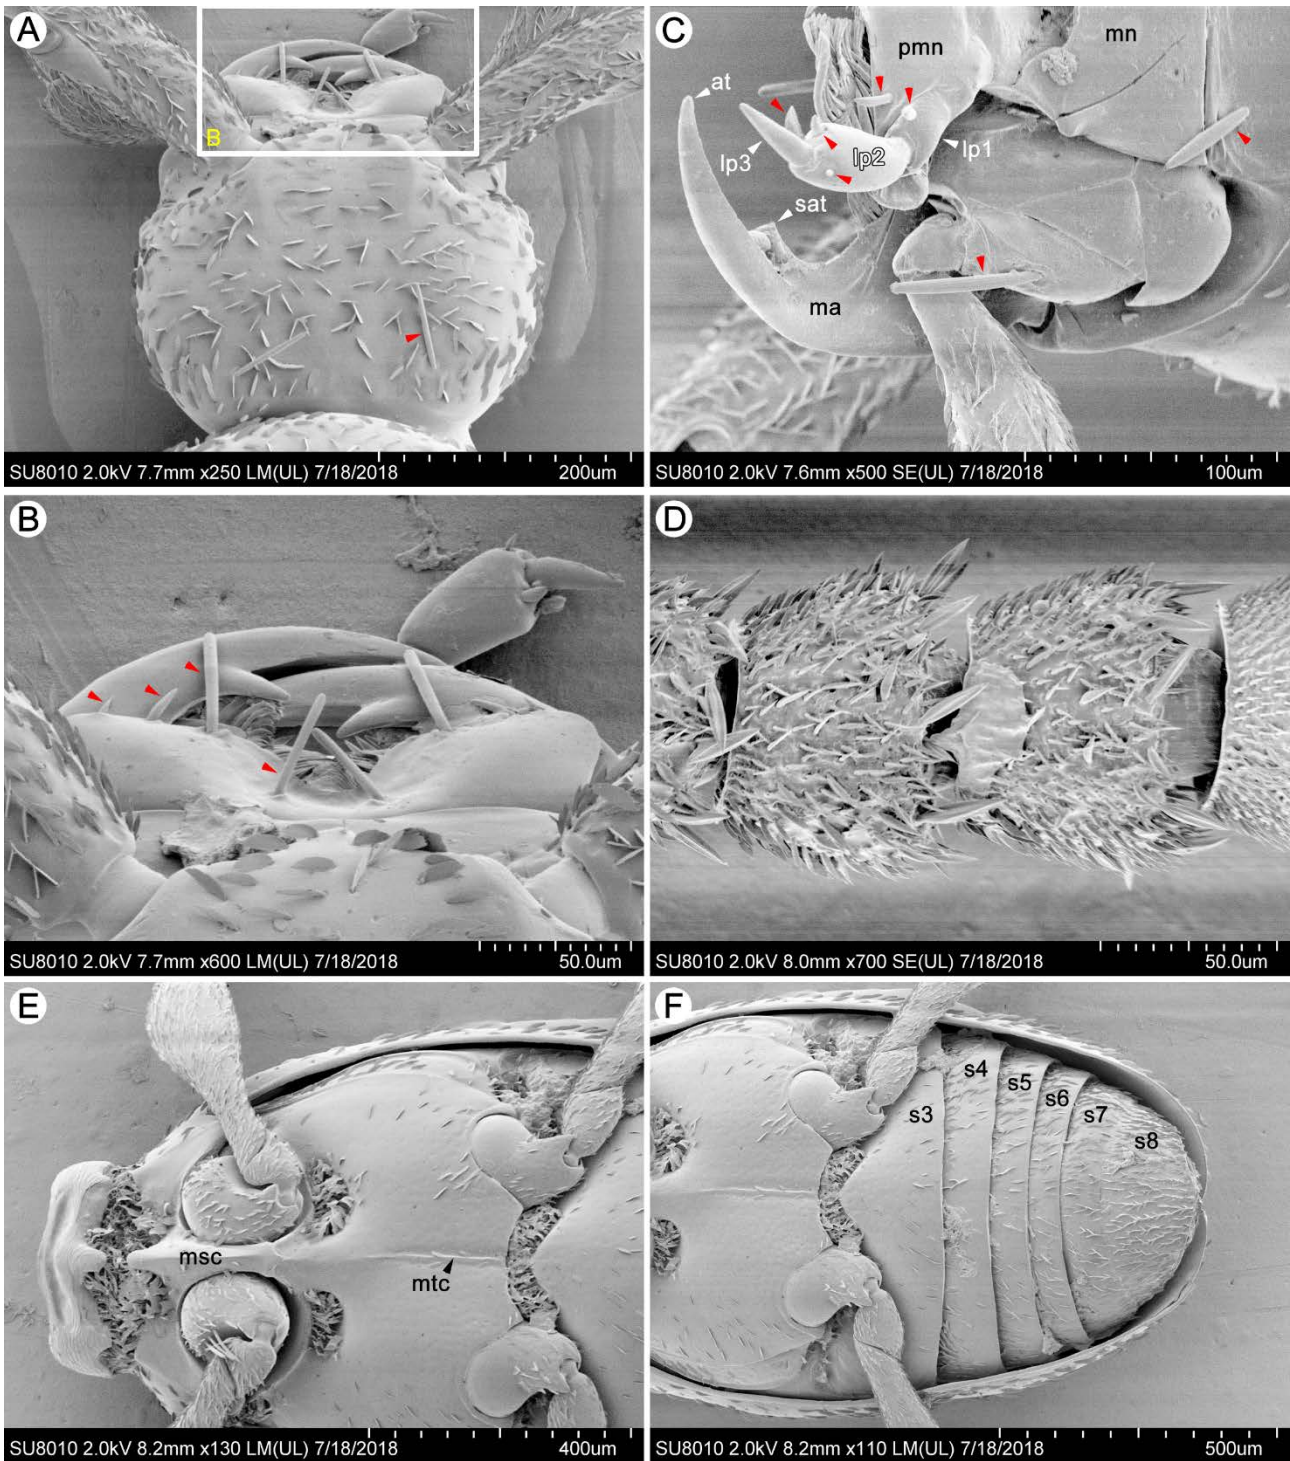 A
B
SU8010 2.0kV 7.7mm x250 LM(UL) 7/18/2018 200um
C
pmn
mn
at
lp3
lp2
lp1
sat
ma
SU8010 2.0kV 7.6mm x500 SE(UL) 7/18/2018 100um
B
SU8010 2.0kV 7.7mm x600 LM(UL) 7/18/2018 50.0um
D
SU8010 2.0kV 8.0mm x700 SE(UL) 7/18/2018 50.0um
E
msc
mtc
SU8010 2.0kV 8.2mm x130 LM(UL) 7/18/2018 400um
F
s3
s4
s5
s6
s7
s8
SU8010 2.0kV 8.2mm x110 LM(UL) 7/18/2018 500um